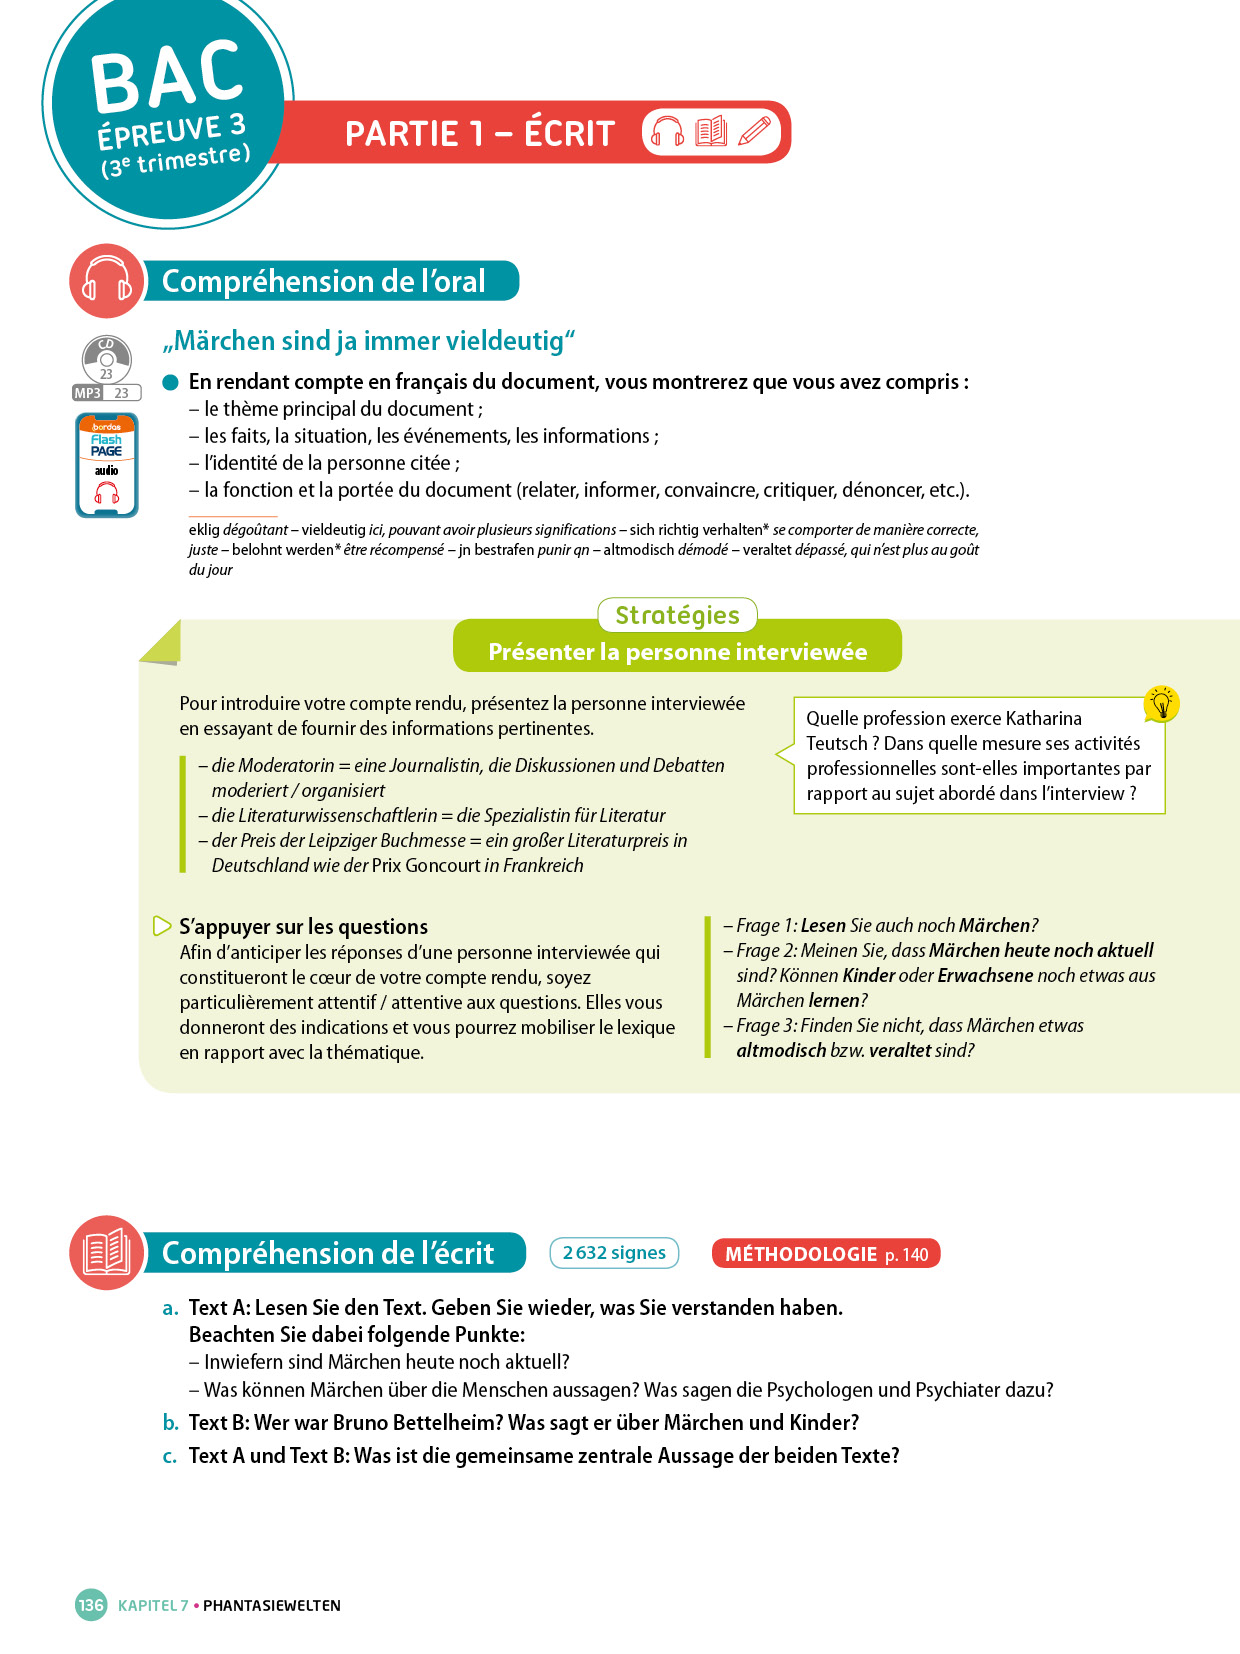 BAC
ÉPREUVE 3
(3e trimestre)
PARTIE 1 – ÉCRIT
Compréhension de l’oral
CD
23
MP3 23
bordas
Flash
PAGE
audio
„Märchen sind ja immer vieldeutig“
En rendant compte en français du document, vous montrerez que vous avez compris :
– le thème principal du document ;
– les faits, la situation, les événements, les informations ;
– l’identité de la personne citée ;
– la fonction et la portée du document (relater, informer, convaincre, critiquer, dénoncer, etc.).
eklig dégoûtant – vieldeutig ici, pouvant avoir plusieurs significations – sich richtig verhalten* se comporter de manière correcte,
juste – belohnt werden* être récompensé – jn bestrafen punir qn – altmodisch démodé – veraltet dépassé, qui n’est plus au goût
du jour
Stratégies
Présenter la personne interviewée
Pour introduire votre compte rendu, présentez la personne interviewée
en essayant de fournir des informations pertinentes.
– die Moderatorin = eine Journalistin, die Diskussionen und Debatten
moderiert / organisiert
– die Literaturwissenschaftlerin = die Spezialistin für Literatur
– der Preis der Leipziger Buchmesse = ein großer Literaturpreis in
Deutschland wie der Prix Goncourt in Frankreich
Quelle profession exerce Katharina
Teutsch ? Dans quelle mesure ses activités
professionnelles sont-elles importantes par
rapport au sujet abordé dans l’interview ?
S’appuyer sur les questions
Afin d’anticiper les réponses d’une personne interviewée qui
constitueront le cœur de votre compte rendu, soyez
particulièrement attentif / attentive aux questions. Elles vous
donneront des indications et vous pourrez mobiliser le lexique
en rapport avec la thématique.
– Frage 1: Lesen Sie auch noch Märchen?
– Frage 2: Meinen Sie, dass Märchen heute noch aktuell
sind? Können Kinder oder Erwachsene noch etwas aus
Märchen lernen?
– Frage 3: Finden Sie nicht, dass Märchen etwas
altmodisch bzw. veraltet sind?
Compréhension de l’écrit
2 632 signes
MÉTHODOLOGIE p. 140
a. Text A: Lesen Sie den Text. Geben Sie wieder, was Sie verstanden haben.
Beachten Sie dabei folgende Punkte:
– Inwiefern sind Märchen heute noch aktuell?
– Was können Märchen über die Menschen aussagen? Was sagen die Psychologen und Psychiater dazu?
b. Text B: Wer war Bruno Bettelheim? Was sagt er über Märchen und Kinder?
c. Text A und Text B: Was ist die gemeinsame zentrale Aussage der beiden Texte?
136 KAPITEL 7 • PHANTASIEWELTEN